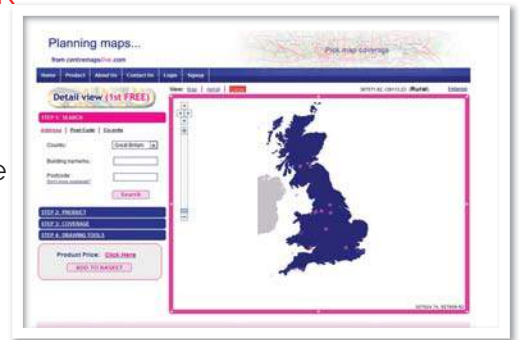 Planning maps...
from centremapslive.com
Pick map coverage
Home Product About Us Contact Us Login Signup
Detail view (1st FREE)
View: Map | Aerial |
(Rural)
STEP 1: SEARCH
Address | Post Code | Co-ords
Country: Great Britain
Building name/no.
Postcode:
Search
STEP 2: PRODUCT
STEP 3: COVERAGE
STEP 4: DRAWING TOOLS
Product Price: Click Here
ADD TO BASKET
e